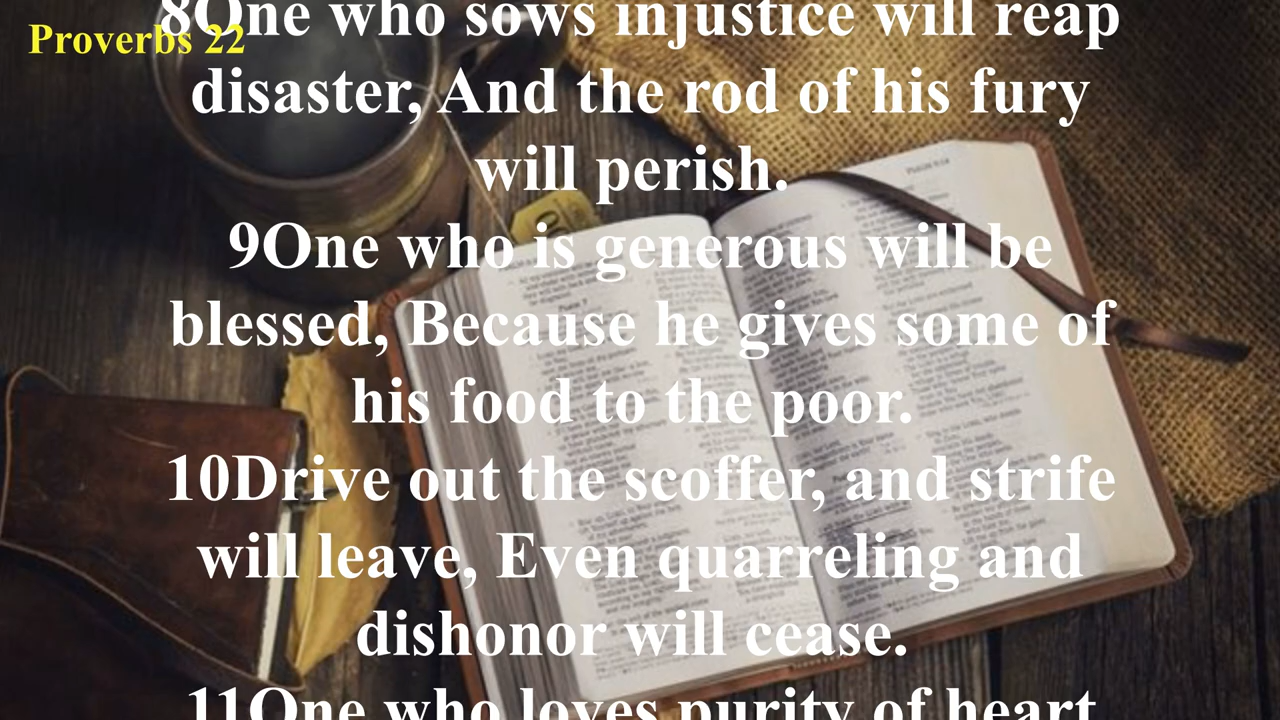 Proverbs 22
8One who sows injustice will reap
disaster, And the rod of his fury
will perish.
9One who is generous will be
blessed, Because he gives some of
his food to the poor.
10Drive out the scoffer, and strife
will leave, Even quarreling and
dishonor will cease.
11One who loves purity of heart